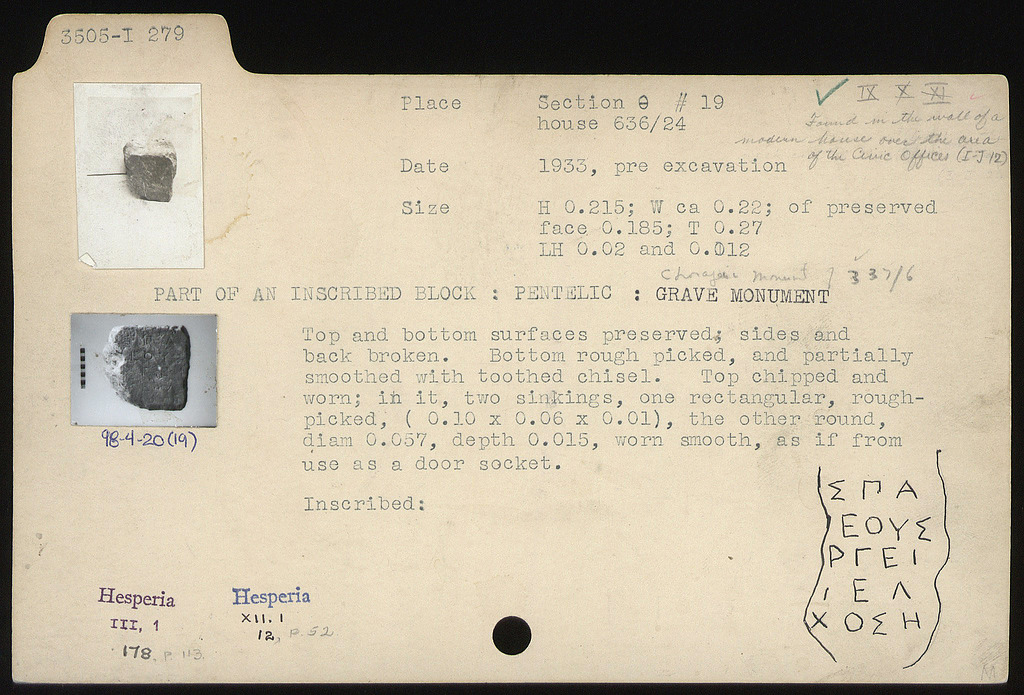 3505-I 279
Place Section Θ # 19
house 636/24
IX X XI
Found in the wall of a
modern house over the area
of the Civic Offices (I-J 12)
Date 1933, pre excavation
Size H 0.215; W ca 0.22; of preserved
face 0.185; T 0.27
LH 0.02 and 0.012
Choragic Monument ? 337/6
PART OF AN INSCRIBED BLOCK : PENTELIC : GRAVE MONUMENT
Top and bottom surfaces preserved; sides and
back broken. Bottom rough picked, and partially
smoothed with toothed chisel. Top chipped and
worn; in it, two sinkings, one rectangular, rough-
picked, ( 0.10 x 0.06 x 0.01), the other round,
diam 0.057, depth 0.015, worn smooth, as if from
use as a door socket.
98-4-20(19)
Inscribed:
Σ Π Α
ΕΟΥΣ
ΡΓΕΙ
Ι Ε Λ
ΧΟΣΗ
Hesperia
III, 1
178, P. 113.
Hesperia
XII. 1
12, P. 52